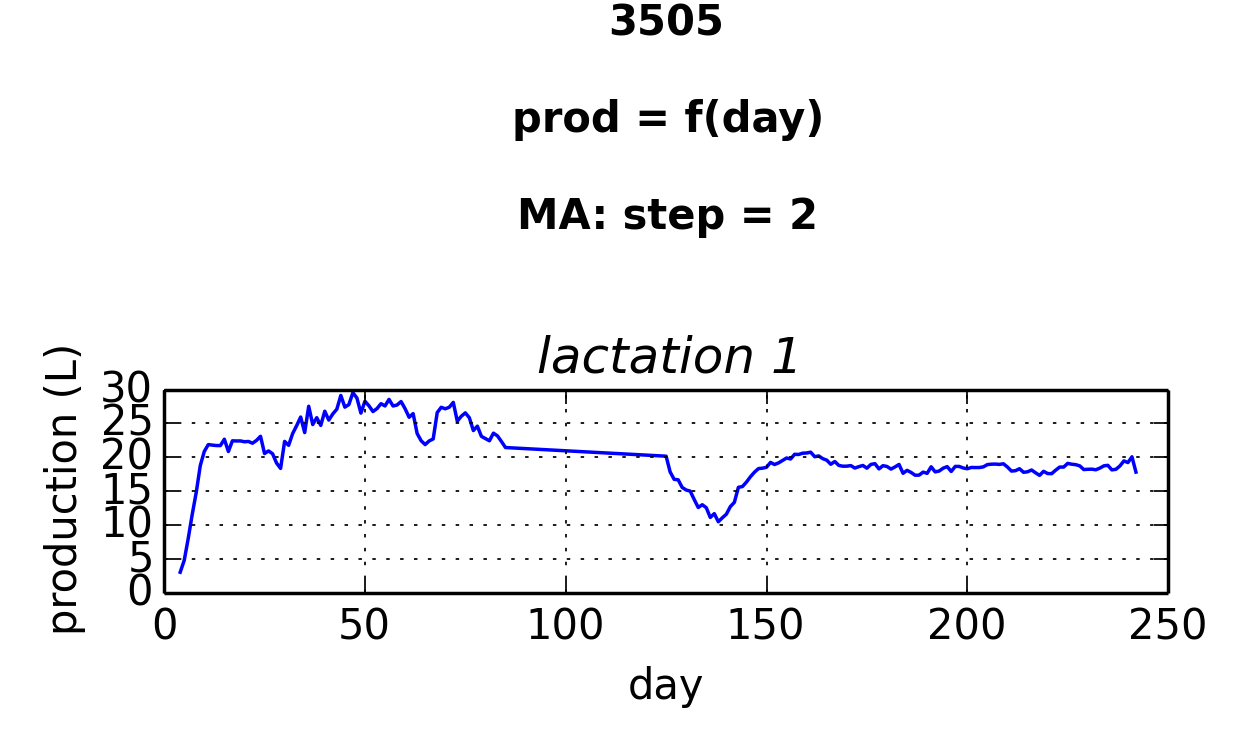 3505
prod = f(day)
MA: step = 2
lactation 1
production (L)
30
25
20
15
10
5
0
0 50 100 150 200 250
day